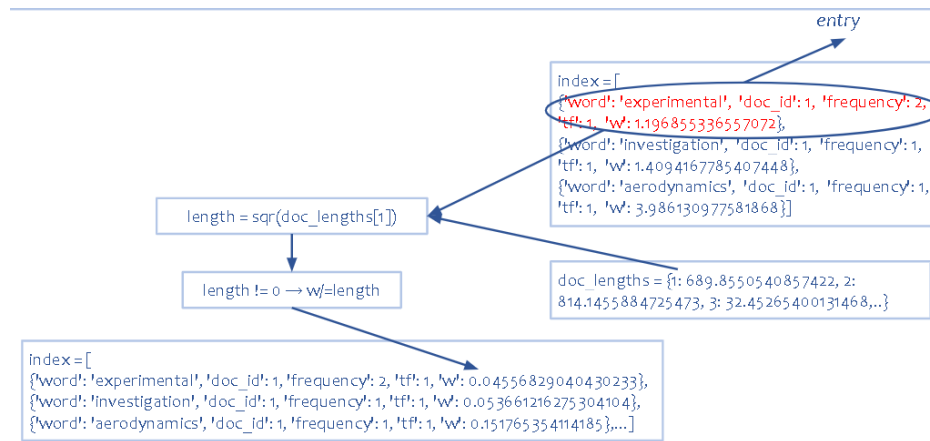 entry
index = [
{'word': 'experimental', 'doc_id': 1, 'frequency': 2,
'tf': 1, 'w': 1.196855336557072},
{'word': 'investigation', 'doc_id': 1, 'frequency': 1,
'tf': 1, 'w': 1.4094167785407448},
{'word': 'aerodynamics', 'doc_id': 1, 'frequency': 1,
'tf': 1, 'w': 3.986130977581868}]
length = sqr(doc_lengths[1])
length != 0 → w/=length
doc_lengths = {1: 689.8550540857422, 2:
814.1455884725473, 3: 32.45265400131468,..}
index = [
{'word': 'experimental', 'doc_id': 1, 'frequency': 2, 'tf': 1, 'w': 0.04556829040430233},
{'word': 'investigation', 'doc_id': 1, 'frequency': 1, 'tf': 1, 'w': 0.053661216275304104},
{'word': 'aerodynamics', 'doc_id': 1, 'frequency': 1, 'tf': 1, 'w': 0.151765354114185},...]